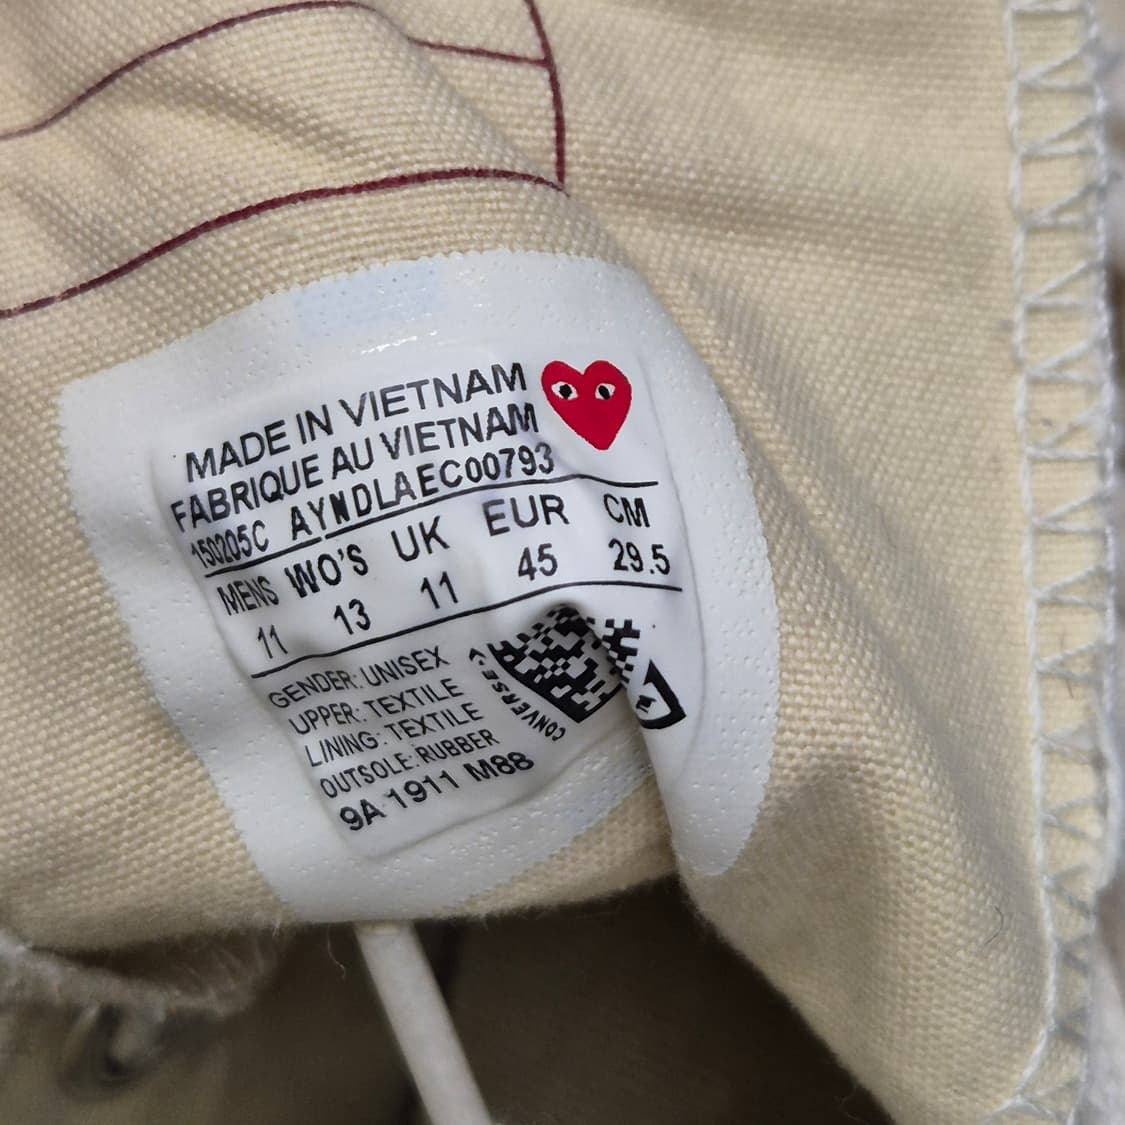 MADE IN VIETNAM
FABRIQUE AU VIETNAM
150205C AYNDLAEC00793
MENS WO'S UK EUR CM
11 13 11 45 29.5
GENDER: UNISEX
UPPER: TEXTILE
LINING: TEXTILE
OUTSOLE: RUBBER
9A 1911 M88
CONVERSE